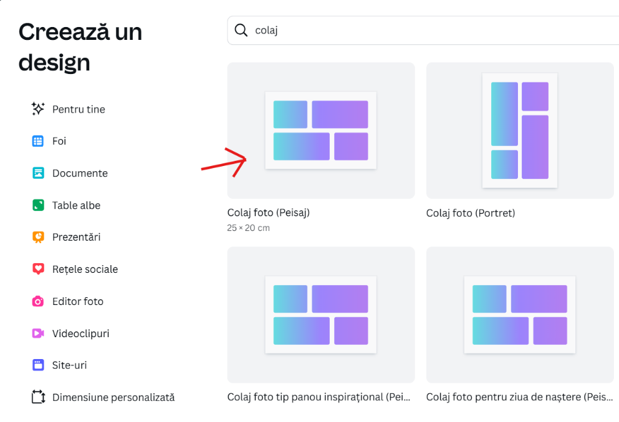 Creează un
design
colaj
Pentru tine
Foi
Documente
Table albe
Prezentări
Rețele sociale
Editor foto
Videoclipuri
Site-uri
Dimensiune personalizată
Colaj foto (Peisaj)
25 × 20 cm
Colaj foto (Portret)
Colaj foto tip panou inspirațional (Pei...
Colaj foto pentru ziua de naștere (Peis...